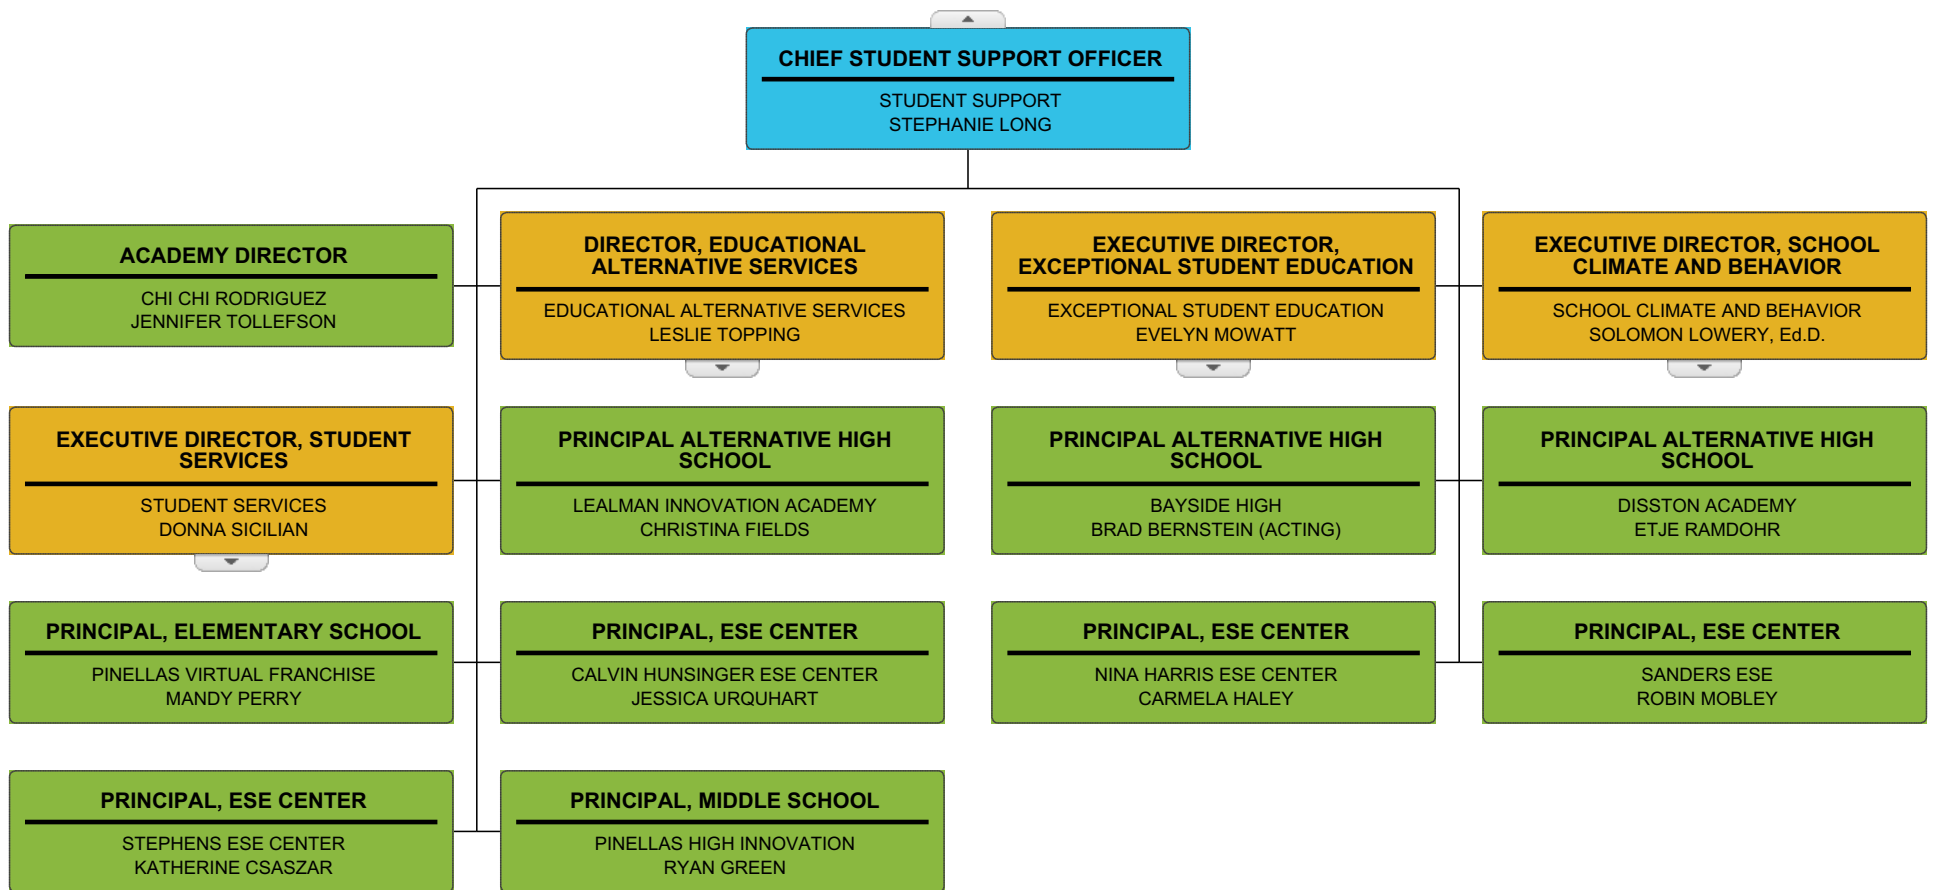 CHIEF STUDENT SUPPORT OFFICER
STUDENT SUPPORT
STEPHANIE LONG
ACADEMY DIRECTOR
CHI CHI RODRIGUEZ
JENNIFER TOLLEFSON
DIRECTOR, EDUCATIONAL
ALTERNATIVE SERVICES
EDUCATIONAL ALTERNATIVE SERVICES
LESLIE TOPPING
EXECUTIVE DIRECTOR,
EXCEPTIONAL STUDENT EDUCATION
EXCEPTIONAL STUDENT EDUCATION
EVELYN MOWATT
EXECUTIVE DIRECTOR, SCHOOL
CLIMATE AND BEHAVIOR
SCHOOL CLIMATE AND BEHAVIOR
SOLOMON LOWERY, Ed.D.
EXECUTIVE DIRECTOR, STUDENT
SERVICES
STUDENT SERVICES
DONNA SICILIAN
PRINCIPAL ALTERNATIVE HIGH
SCHOOL
LEALMAN INNOVATION ACADEMY
CHRISTINA FIELDS
PRINCIPAL ALTERNATIVE HIGH
SCHOOL
BAYSIDE HIGH
BRAD BERNSTEIN (ACTING)
PRINCIPAL ALTERNATIVE HIGH
SCHOOL
DISSTON ACADEMY
ETJE RAMDOHR
PRINCIPAL, ELEMENTARY SCHOOL
PINELLAS VIRTUAL FRANCHISE
MANDY PERRY
PRINCIPAL, ESE CENTER
CALVIN HUNSINGER ESE CENTER
JESSICA URQUHART
PRINCIPAL, ESE CENTER
NINA HARRIS ESE CENTER
CARMELA HALEY
PRINCIPAL, ESE CENTER
SANDERS ESE
ROBIN MOBLEY
PRINCIPAL, ESE CENTER
STEPHENS ESE CENTER
KATHERINE CSASZAR
PRINCIPAL, MIDDLE SCHOOL
PINELLAS HIGH INNOVATION
RYAN GREEN